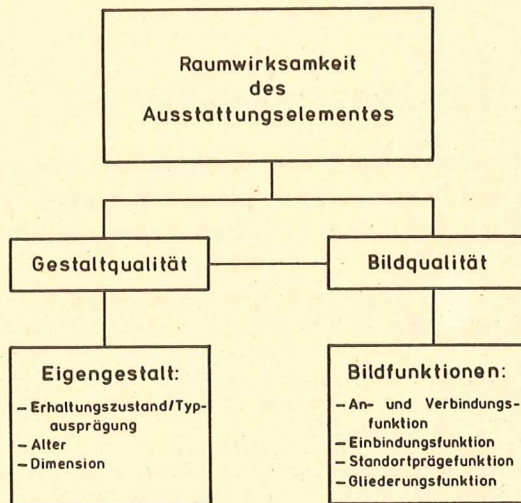 Raumwirksamkeit
des
Ausstattungselementes
Gestaltqualität
Bildqualität
Eigengestalt:
– Erhaltungszustand/Typ-
ausprägung
– Alter
– Dimension
Bildfunktionen:
– An- und Verbindungs-
funktion
– Einbindungsfunktion
– Standortprägefunktion
– Gliederungsfunktion